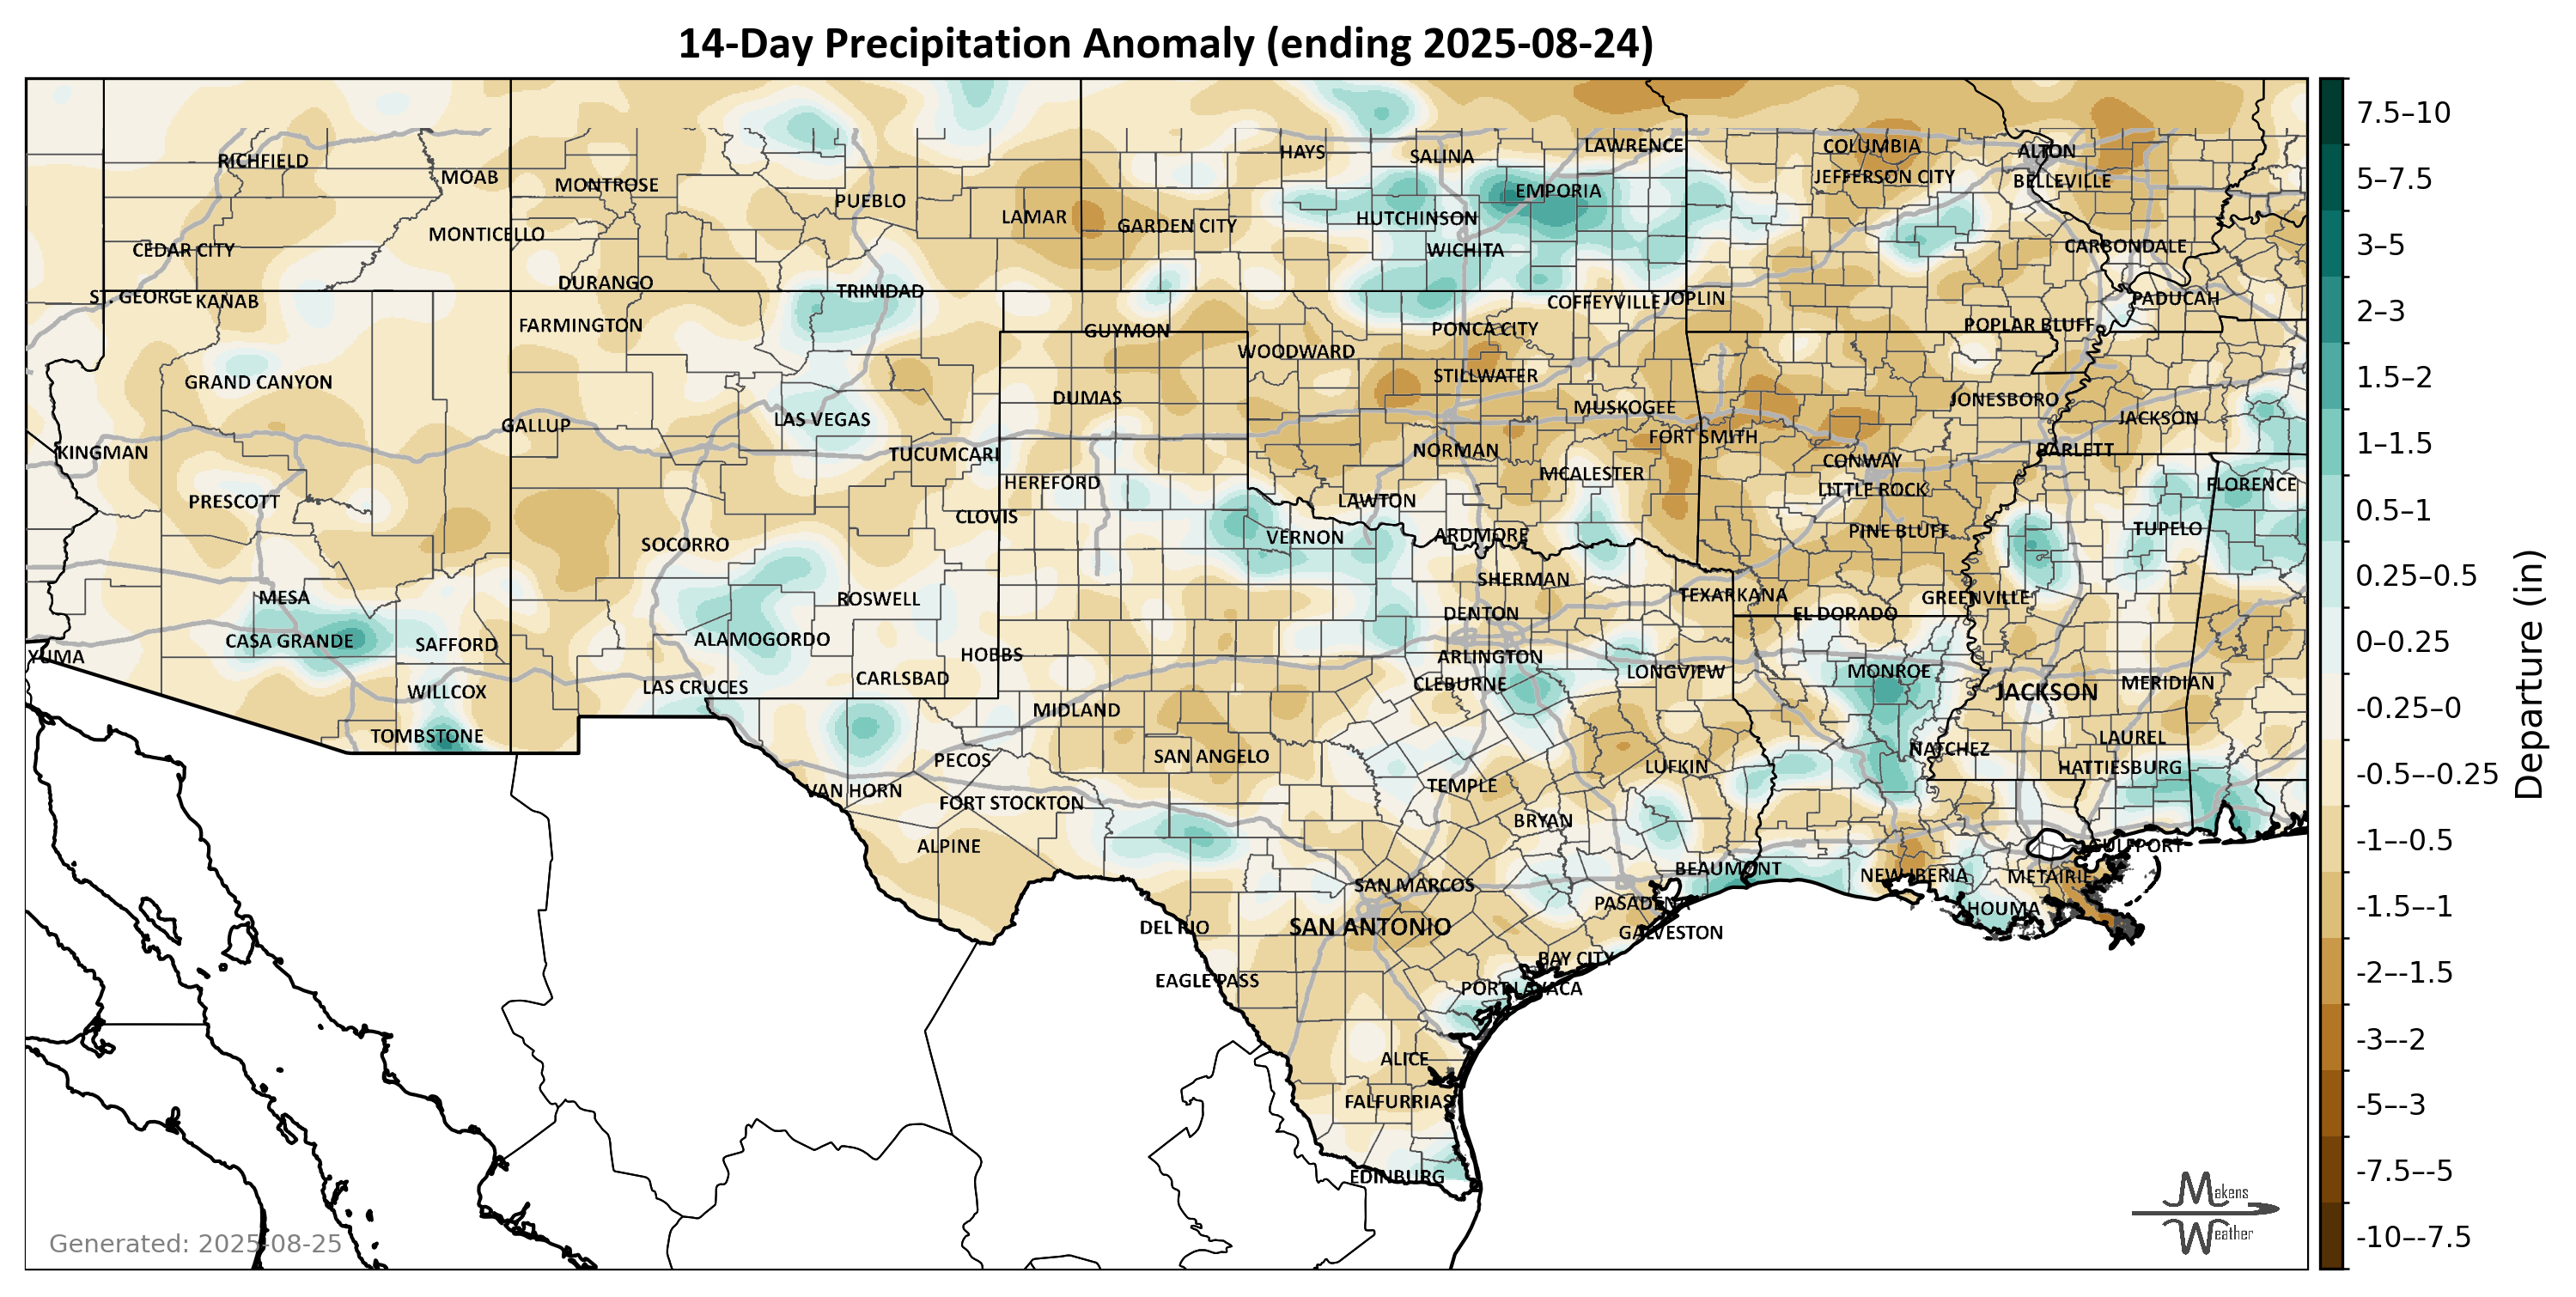 14-Day Precipitation Anomaly (ending 2025-08-24)
RICHFIELD
MOAB
MONTROSE
PUEBLO
LAMAR
GARDEN CITY
HAYS
SALINA
LAWRENCE
EMPORIA
HUTCHINSON
WICHITA
COLUMBIA
JEFFERSON CITY
ALTON
BELLEVILLE
CARBONDALE
CEDAR CITY
MONTICELLO
DURANGO
TRINIDAD
ST. GEORGE
KANAB
FARMINGTON
GUYMON
COFFEYVILLE
JOPLIN
PADUCAH
POPLAR BLUFF
WOODWARD
PONCA CITY
STILLWATER
GRAND CANYON
DUMAS
LAS VEGAS
MUSKOGEE
JONESBORO
JACKSON
GALLUP
KINGMAN
TUCUMCARI
NORMAN
FORT SMITH
CONWAY
BARLETT
HEREFORD
MCALESTER
LITTLE ROCK
FLORENCE
PRESCOTT
CLOVIS
LAWTON
VERNON
ARDMORE
PINE BLUFF
TUPELO
SOCORRO
SHERMAN
MESA
ROSWELL
DENTON
TEXARKANA
EL DORADO
GREENVILLE
CASA GRANDE
SAFFORD
ALAMOGORDO
YUMA
HOBBS
ARLINGTON
CLEBURNE
LONGVIEW
MONROE
JACKSON
MERIDIAN
WILLCOX
LAS CRUCES
CARLSBAD
MIDLAND
TOMBSTONE
PECOS
SAN ANGELO
TEMPLE
LUFKIN
NATCHEZ
LAUREL
HATTIESBURG
VAN HORN
FORT STOCKTON
BRYAN
ALPINE
GULFPORT
SAN MARCOS
BEAUMONT
NEW IBERIA
METAIRIE
PASADENA
HOUMA
DEL RIO
SAN ANTONIO
GALVESTON
BAY CITY
EAGLE PASS
PORT LAVACA
ALICE
FALFURRIAS
EDINBURG
Generated: 2025-08-25
Makens
Weather
7.5–10
5–7.5
3–5
2–3
1.5–2
1–1.5
0.5–1
0.25–0.5
0–0.25
-0.25–0
-0.5–-0.25
-1–-0.5
-1.5–-1
-2–-1.5
-3–-2
-5–-3
-7.5–-5
-10–-7.5
Departure (in)